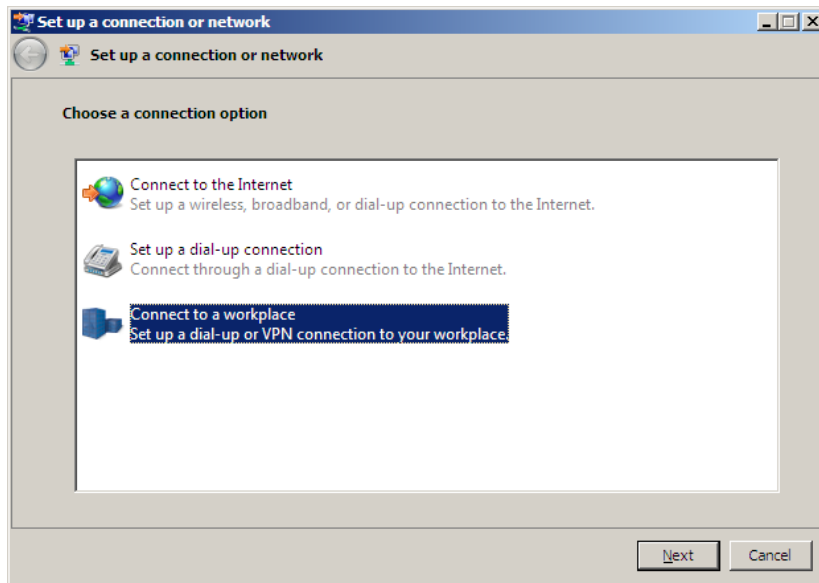 Set up a connection or network
Set up a connection or network
Choose a connection option
Connect to the Internet
Set up a wireless, broadband, or dial-up connection to the Internet.
Set up a dial-up connection
Connect through a dial-up connection to the Internet.
Connect to a workplace
Set up a dial-up or VPN connection to your workplace.
Next Cancel